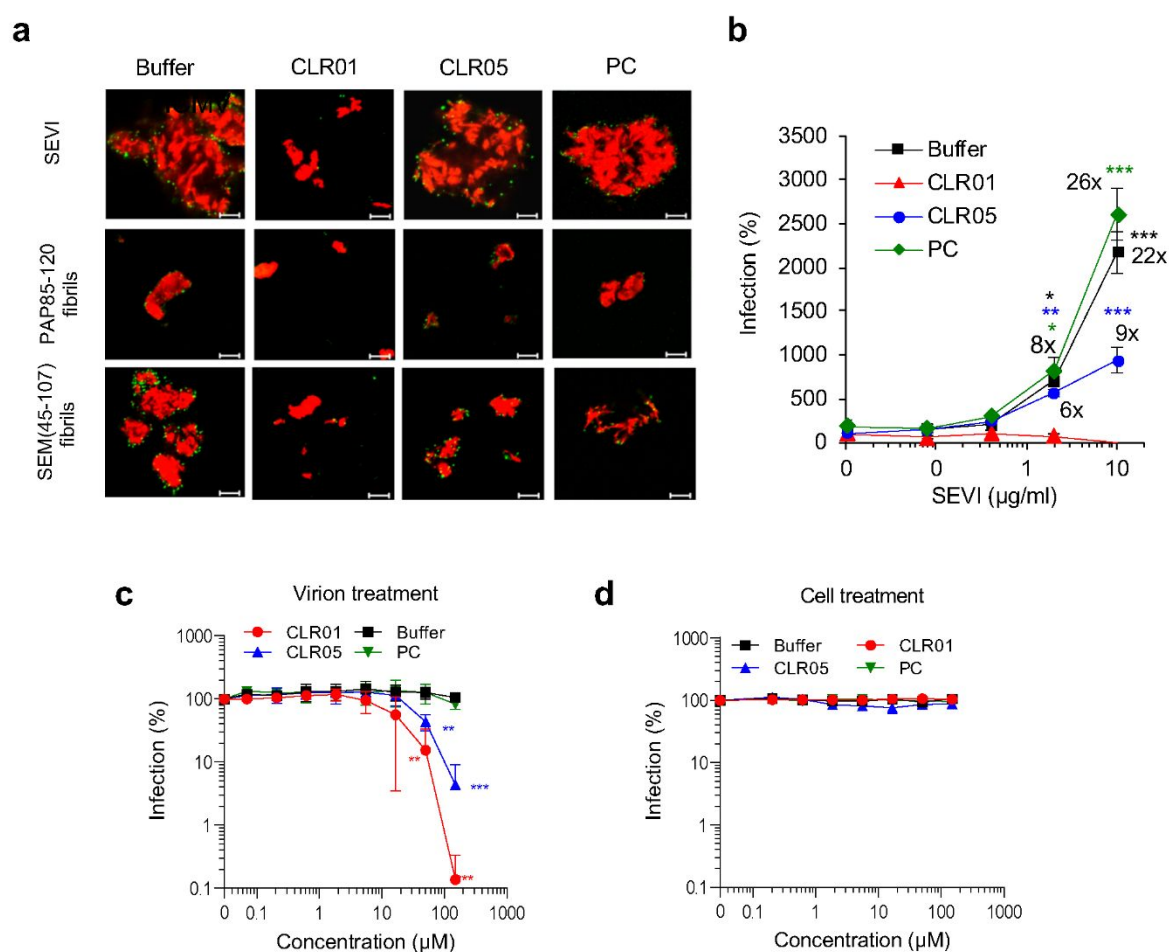 a
Buffer CLR01 CLR05 PC
SEVI
PAP85-120
fibrils
SEM(45-107)
fibrils
b
Infection (%)
3500
3000
2500
2000
1500
1000
500
0
Buffer
CLR01
CLR05
PC
26x
***
***
22x
*
**
*
8x
***
9x
6x
0 0 1 10
SEVI (µg/ml)
c
Virion treatment
CLR01 Buffer
CLR05 PC
Infection (%)
1000
100
10
1
0.1
**
**
***
**
0 0.1 1 10 100 1000
Concentration (µM)
d
Cell treatment
Buffer CLR01
CLR05 PC
Infection (%)
1000
100
10
1
0.1
0 0.1 1 10 100 1000
Concentration (µM)